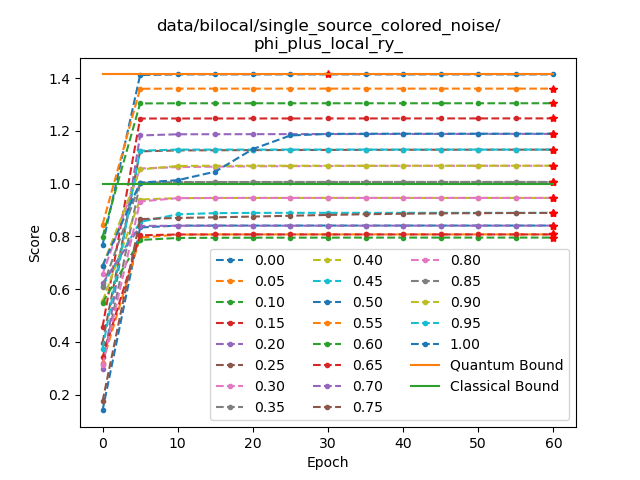 data/bilocal/single_source_colored_noise/
phi_plus_local_ry_
Score
1.4
1.2
1.0
0.8
0.6
0.4
0.2
0.00 0.40 0.80
0.05 0.45 0.85
0.10 0.50 0.90
0.15 0.55 0.95
0.20 0.60 1.00
0.25 0.65 Quantum Bound
0.30 0.70 Classical Bound
0.35 0.75
0 10 20 30 40 50 60
Epoch